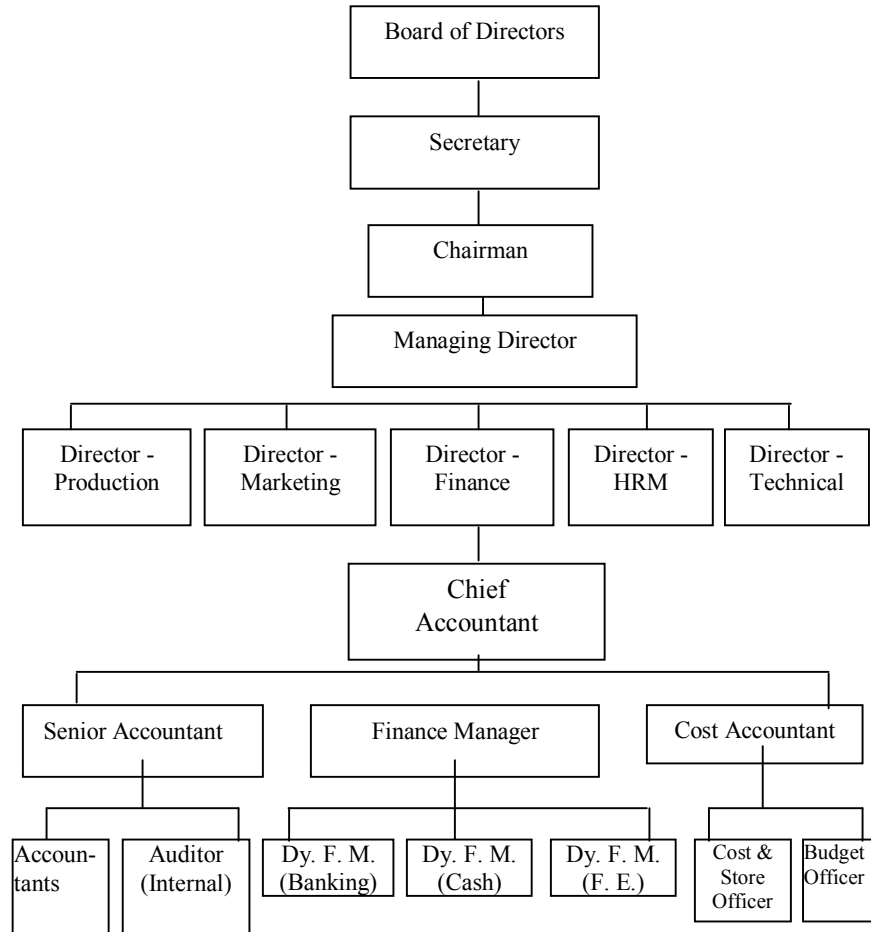 Board of Directors
Secretary
Chairman
Managing Director
Director -
Production
Director -
Marketing
Director -
Finance
Director -
HRM
Director -
Technical
Chief
Accountant
Senior Accountant
Finance Manager
Cost Accountant
Accoun-
tants
Auditor
(Internal)
Dy. F. M.
(Banking)
Dy. F. M.
(Cash)
Dy. F. M.
(F. E.)
Cost &
Store
Officer
Budget
Officer